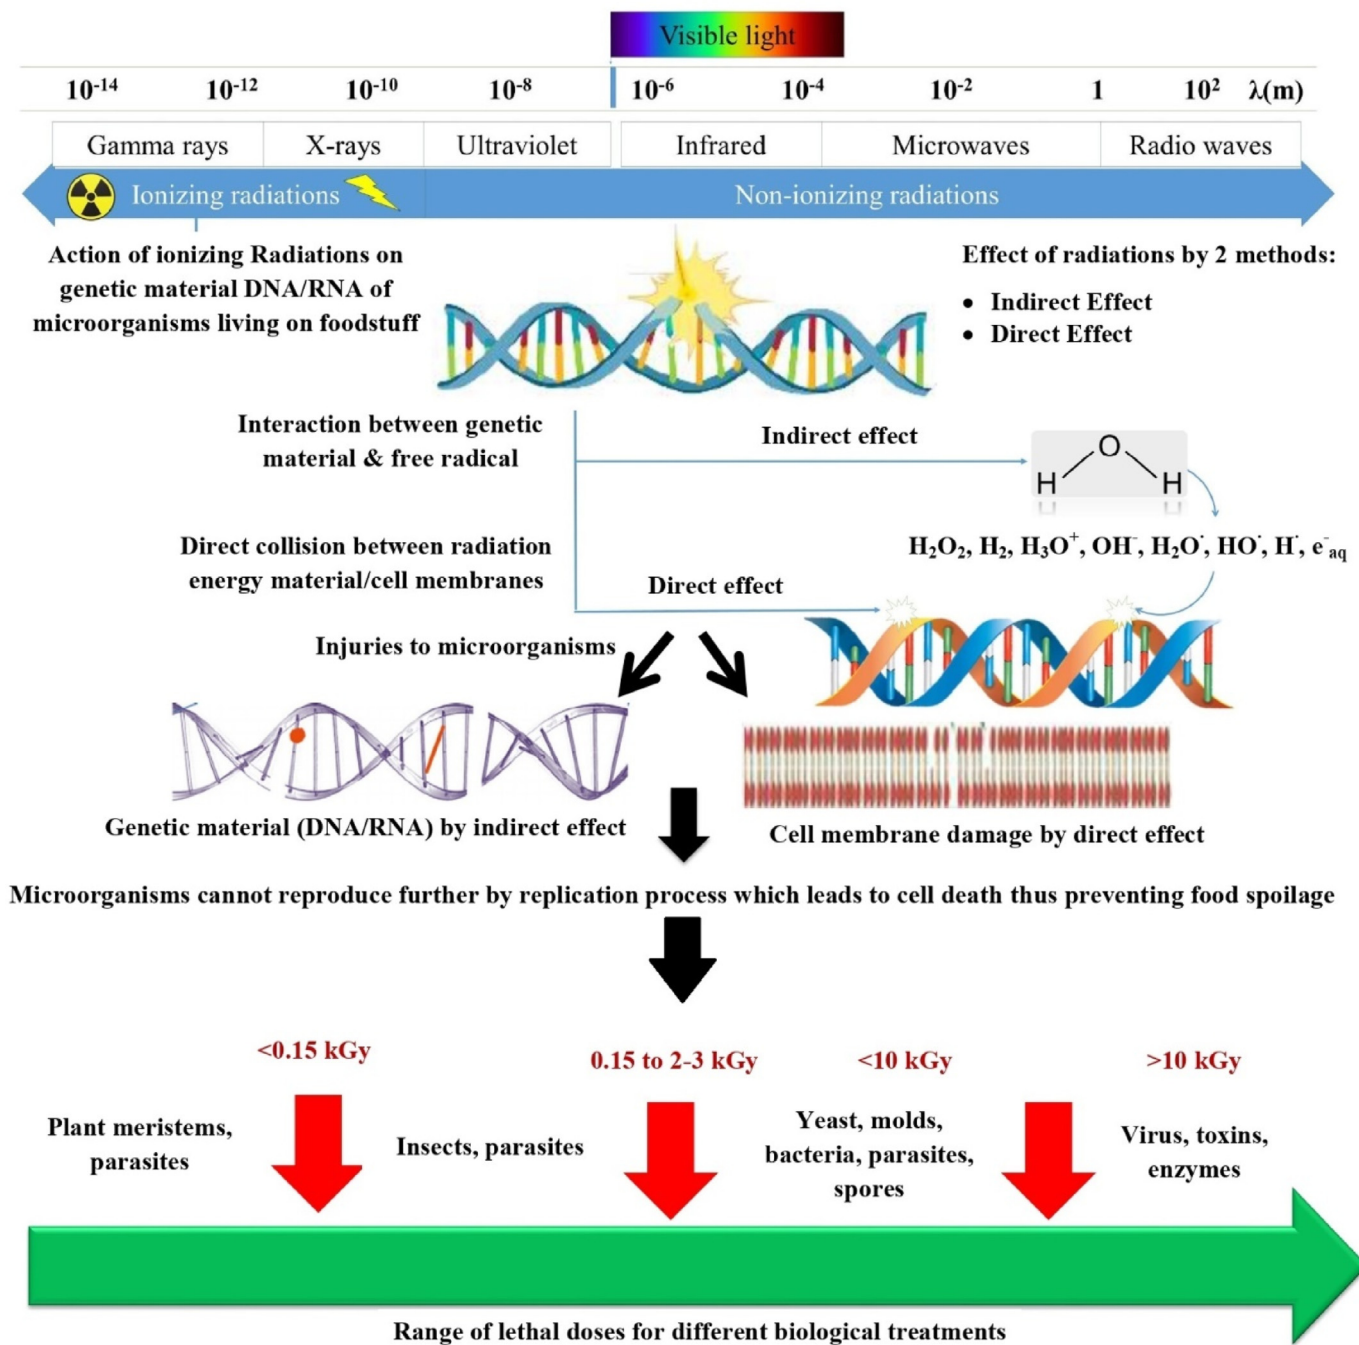 Visible light
10⁻¹⁴ 10⁻¹² 10⁻¹⁰ 10⁻⁸ 10⁻⁶ 10⁻⁴ 10⁻² 1 10² λ(m)
Gamma rays X-rays Ultraviolet Infrared Microwaves Radio waves
Ionizing radiations Non-ionizing radiations
Action of ionizing Radiations on
genetic material DNA/RNA of
microorganisms living on foodstuff
Effect of radiations by 2 methods:
• Indirect Effect
• Direct Effect
Interaction between genetic
material & free radical
Indirect effect
O
H H
Direct collision between radiation
energy material/cell membranes
H₂O₂, H₂, H₃O⁺, OH⁻, H₂O˙, HO˙, H˙, e⁻aq
Direct effect
Injuries to microorganisms
Genetic material (DNA/RNA) by indirect effect
Cell membrane damage by direct effect
Microorganisms cannot reproduce further by replication process which leads to cell death thus preventing food spoilage
<0.15 kGy 0.15 to 2-3 kGy <10 kGy >10 kGy
Plant meristems,
parasites
Insects, parasites
Yeast, molds,
bacteria, parasites,
spores
Virus, toxins,
enzymes
Range of lethal doses for different biological treatments